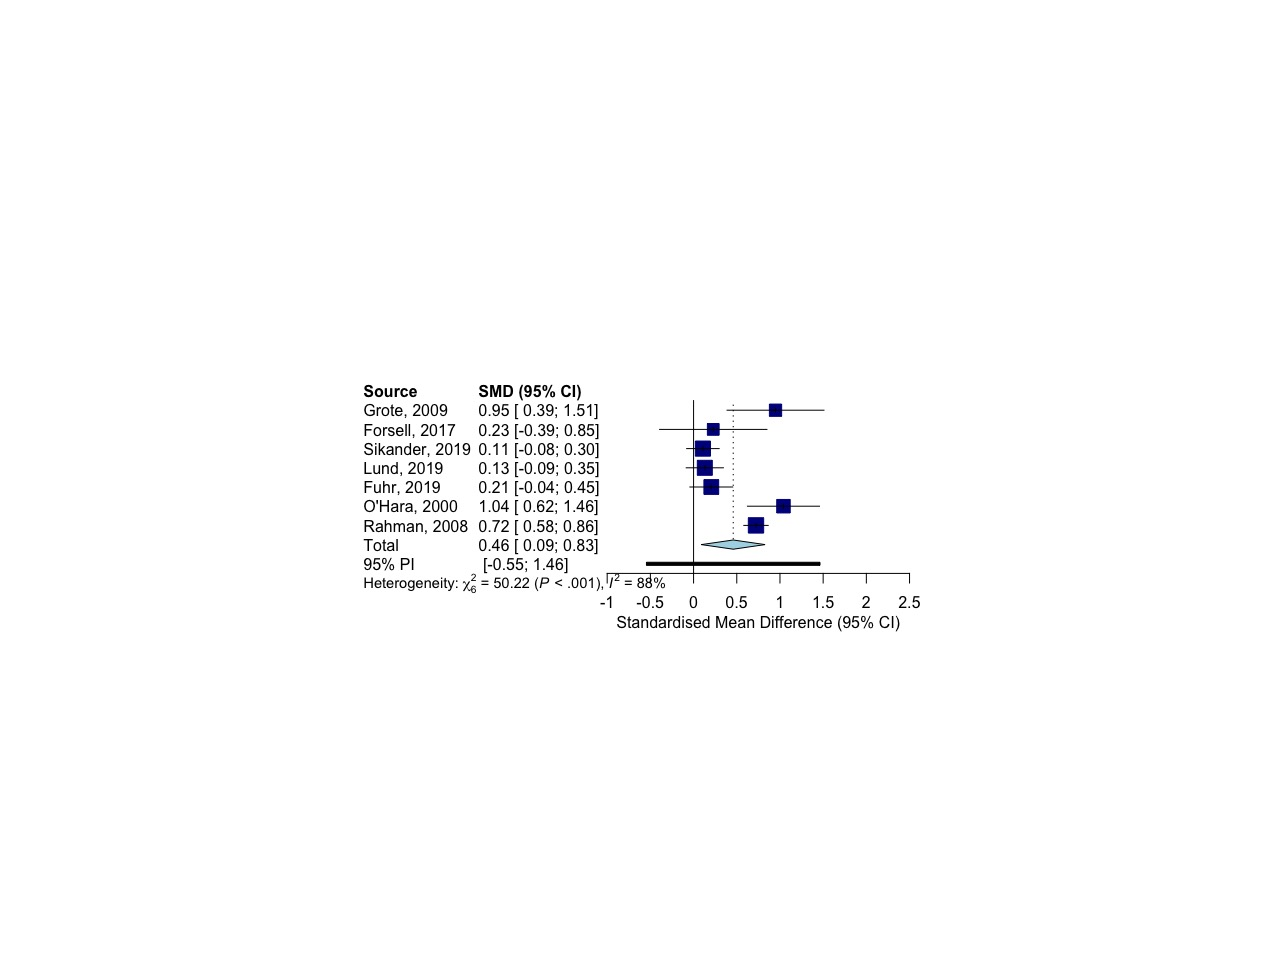 Source SMD (95% CI)
Grote, 2009 0.95 [ 0.39; 1.51]
Forsell, 2017 0.23 [-0.39; 0.85]
Sikander, 2019 0.11 [-0.08; 0.30]
Lund, 2019 0.13 [-0.09; 0.35]
Fuhr, 2019 0.21 [-0.04; 0.45]
O'Hara, 2000 1.04 [ 0.62; 1.46]
Rahman, 2008 0.72 [ 0.58; 0.86]
Total 0.46 [ 0.09; 0.83]
95% PI [-0.55; 1.46]
Heterogeneity: χ²₆ = 50.22 (P < .001), I² = 88%
-1 -0.5 0 0.5 1 1.5 2 2.5
Standardised Mean Difference (95% CI)